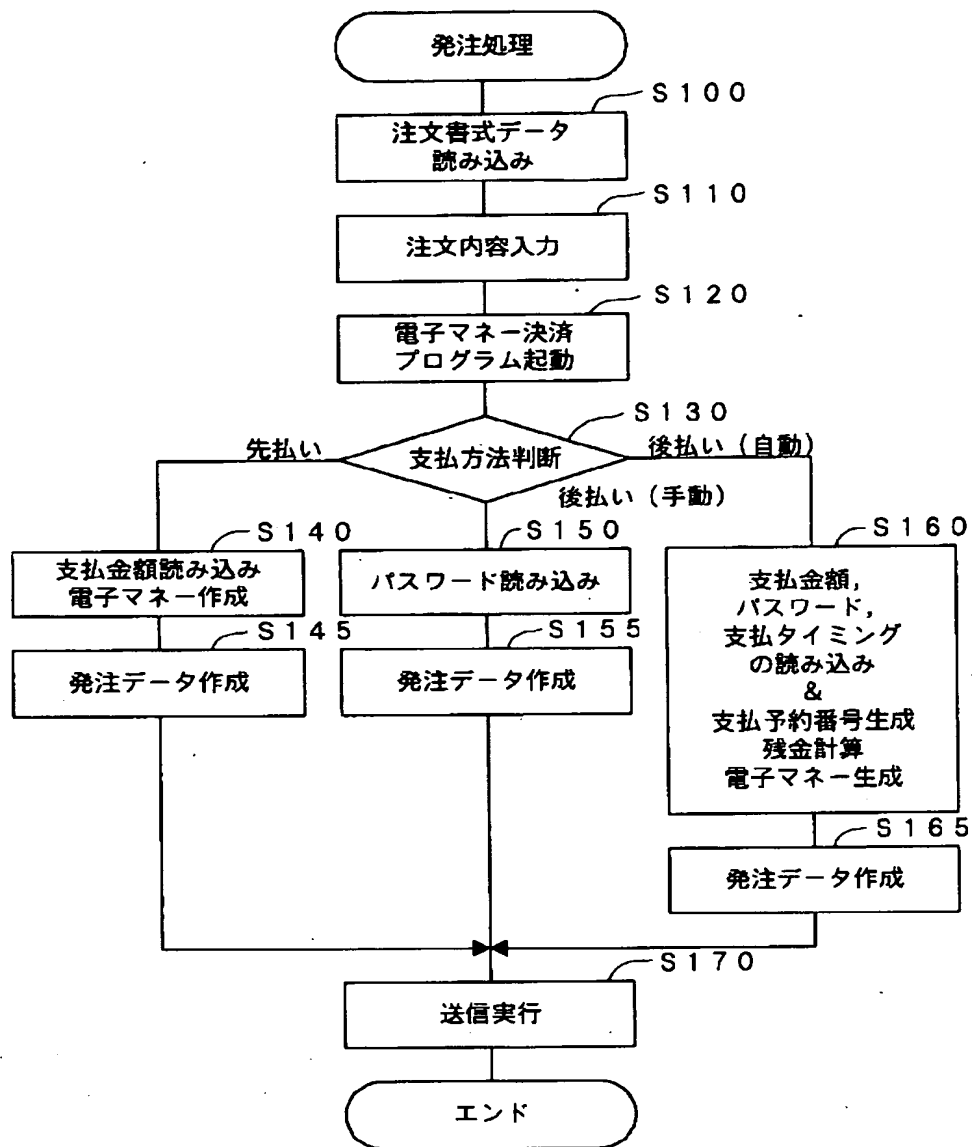 発注処理
S100
注文書式データ
読み込み
S110
注文内容入力
S120
電子マネー決済
プログラム起動
S130
支払方法判断
先払い
後払い(自動)
後払い(手動)
S140
支払金額読み込み
電子マネー作成
S145
発注データ作成
S150
パスワード読み込み
S155
発注データ作成
S160
支払金額,
パスワード,
支払タイミング
の読み込み
&
支払予約番号生成
残金計算
電子マネー生成
S165
発注データ作成
S170
送信実行
エンド